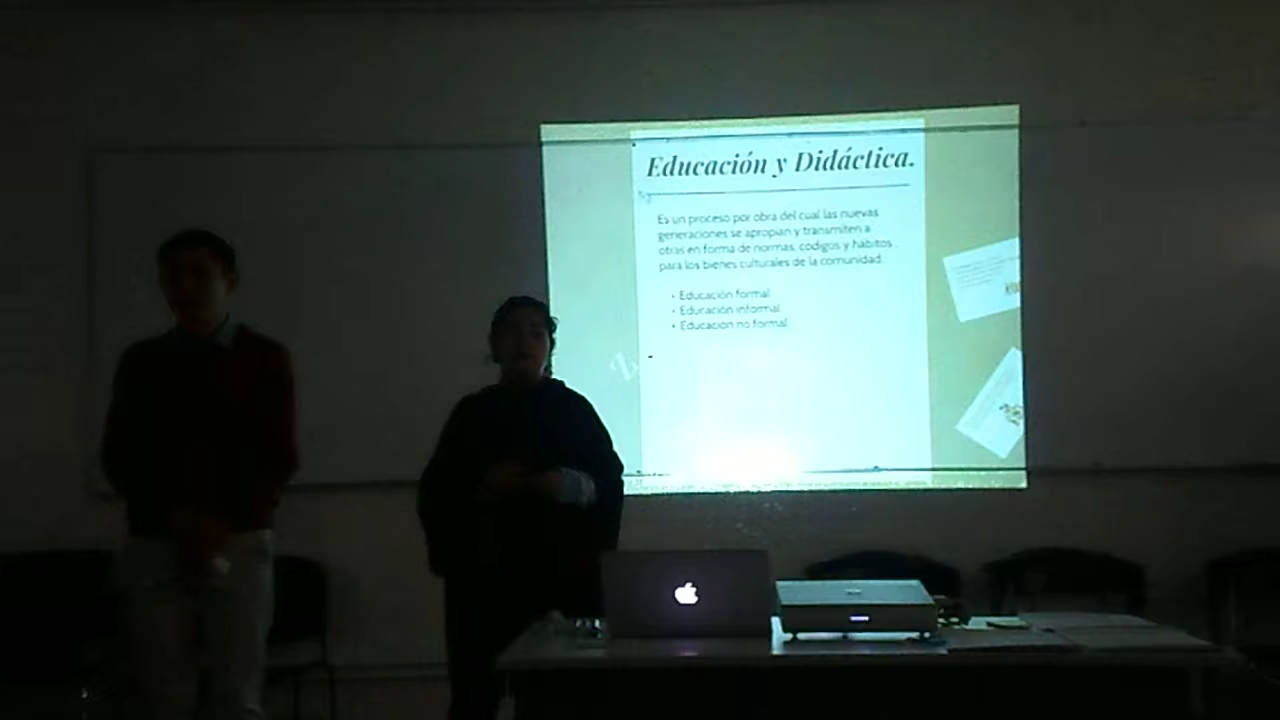 Educación y Didáctica.
Es un proceso por obra del cual las nuevas
generaciones se apropian y transmiten a
otras en forma de normas, codigos y habitos ,
para los bienes culturales de la comunidad.
• Educación formal
• Educación informal
• Educación no formal